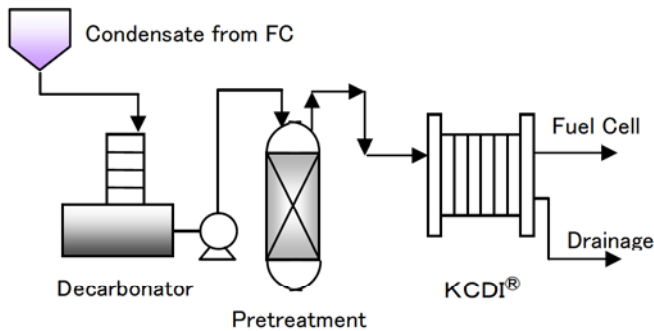 Condensate from FC
Fuel Cell
Drainage
Decarbonator
KCDI®
Pretreatment